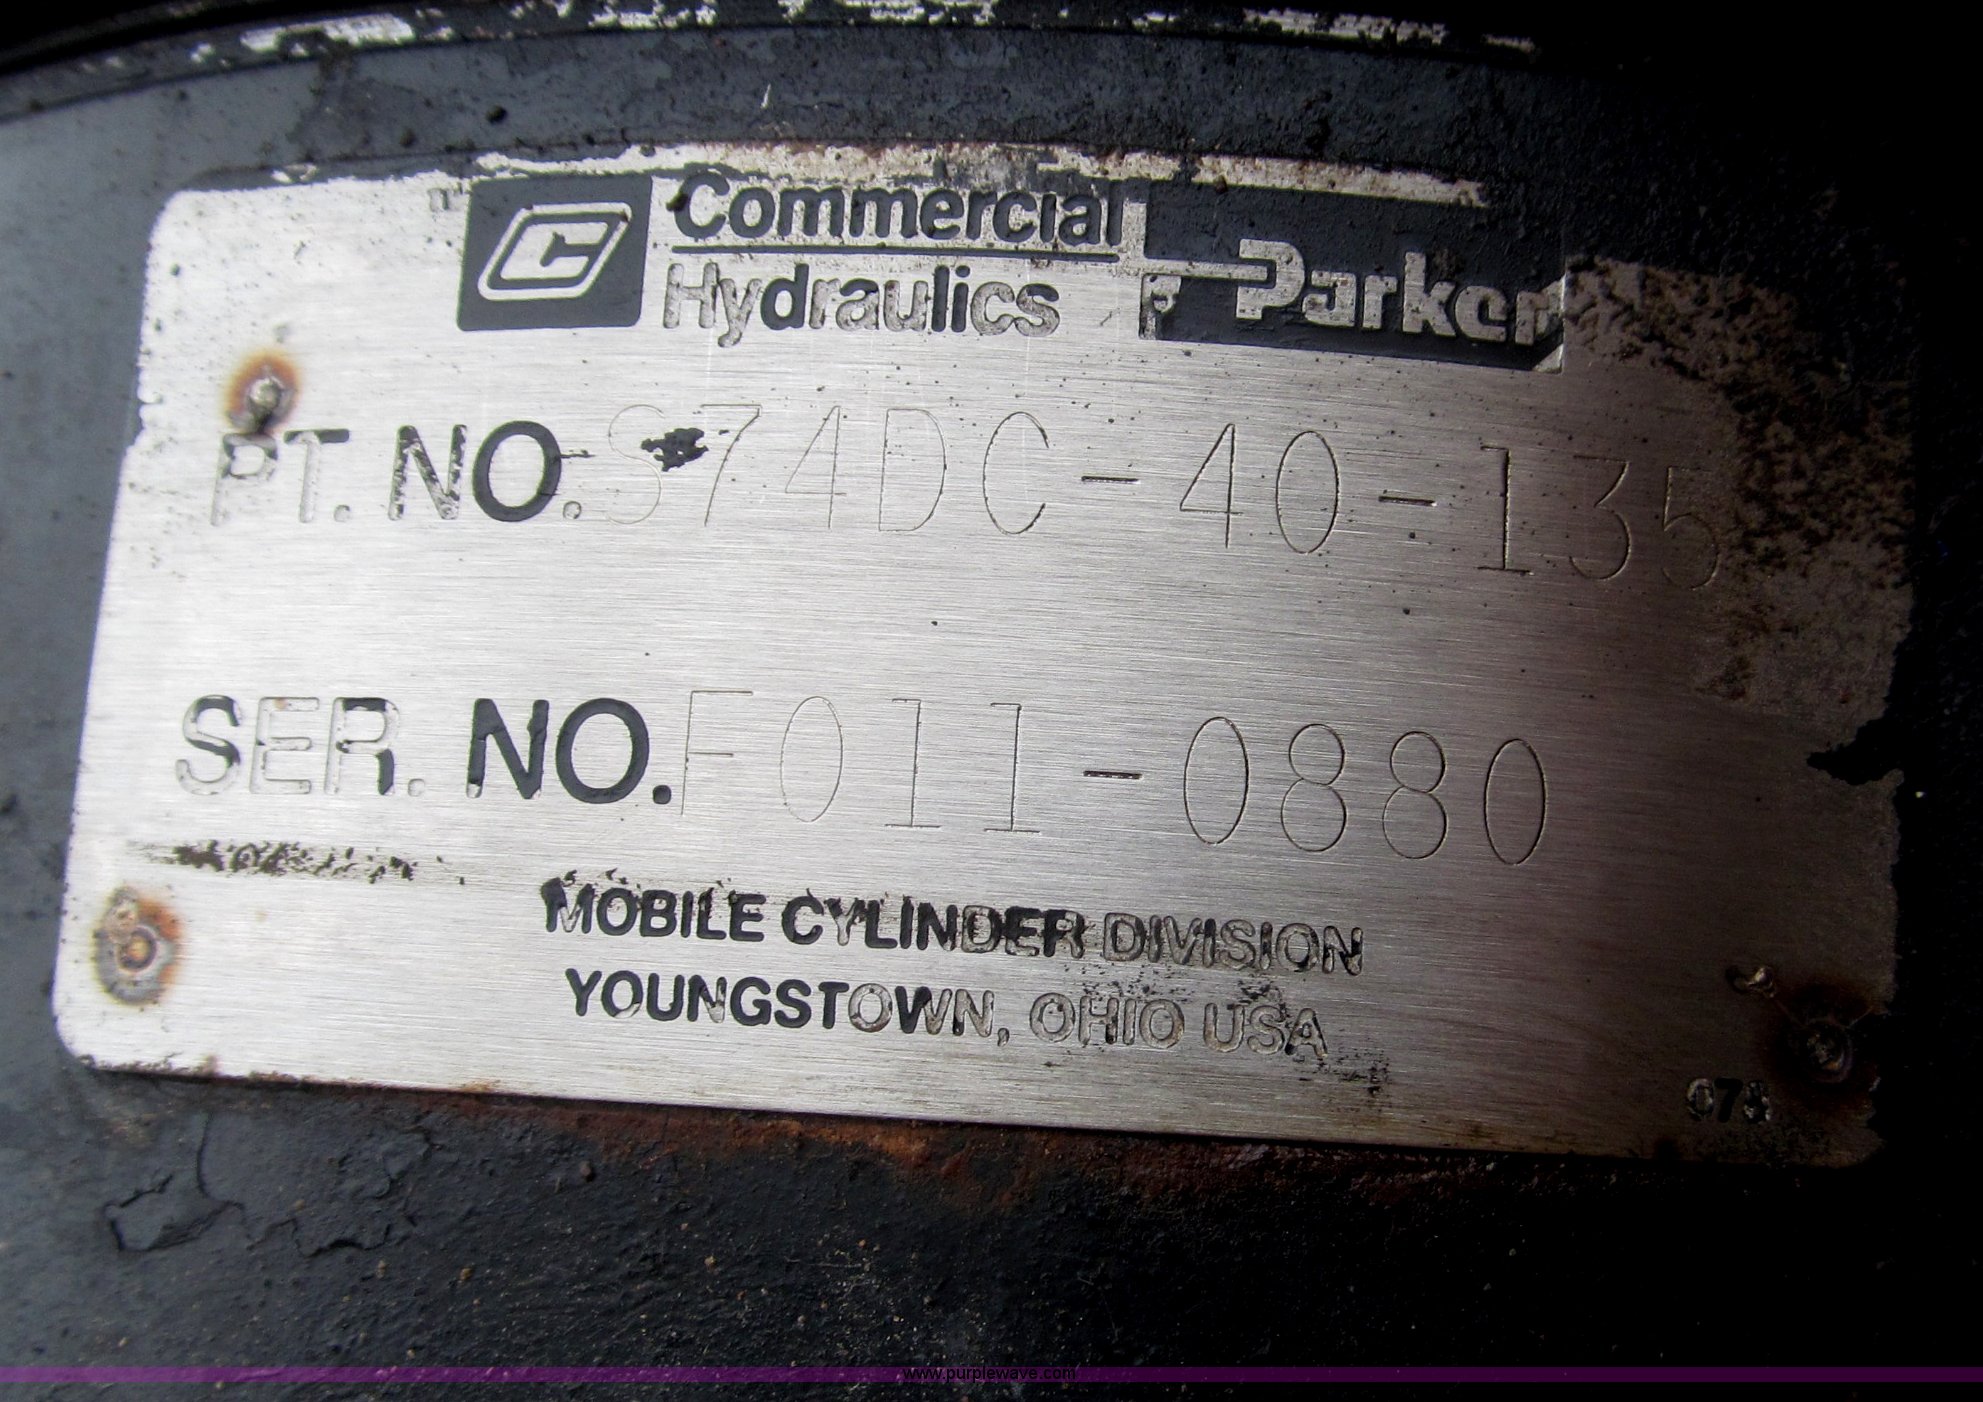 C Commercial Hydraulics Parker
PT. NO. S74DC-40-135
SER. NO. F011-0880
MOBILE CYLINDER DIVISION
YOUNGSTOWN, OHIO USA
078
www.purplewave.com